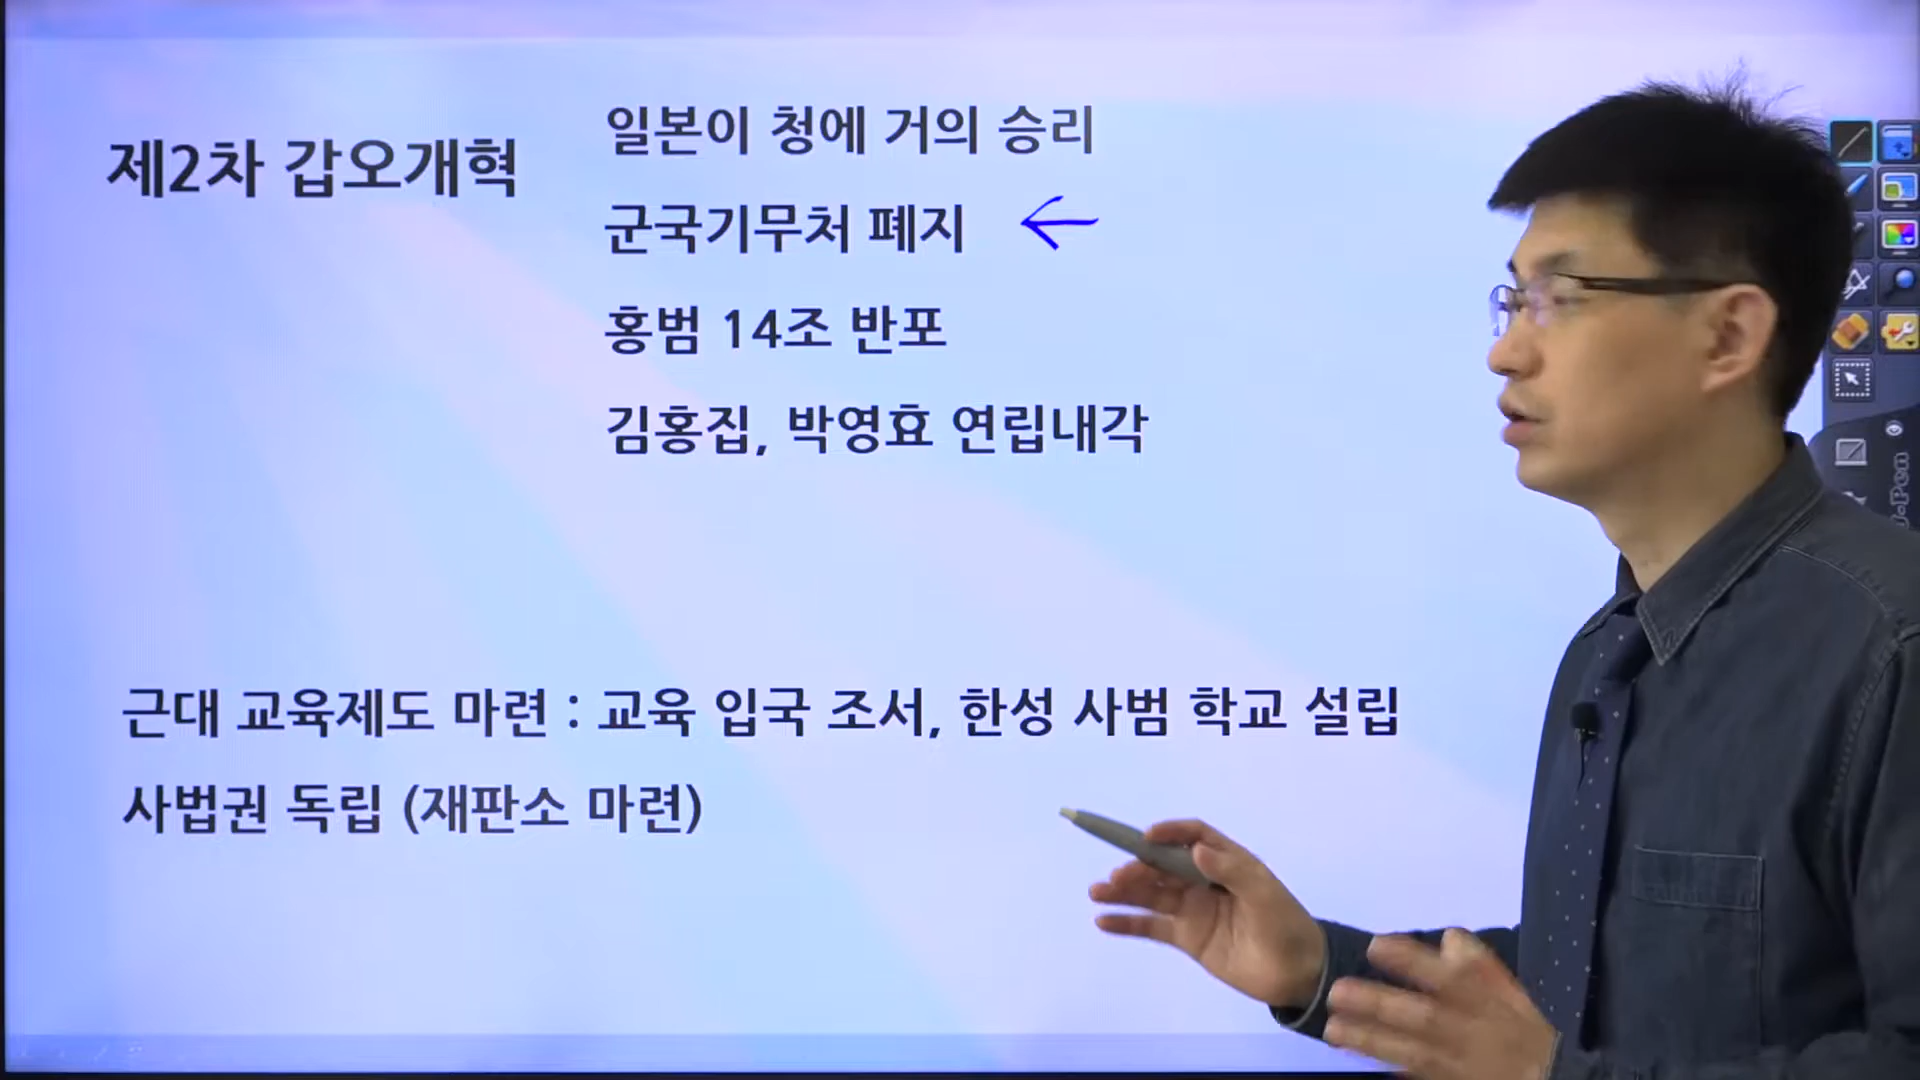 제2차 갑오개혁
일본이 청에 거의 승리
군국기무처 폐지
홍범 14조 반포
김홍집, 박영효 연립내각
근대 교육제도 마련 : 교육 입국 조서, 한성 사범 학교 설립
사법권 독립 (재판소 마련)